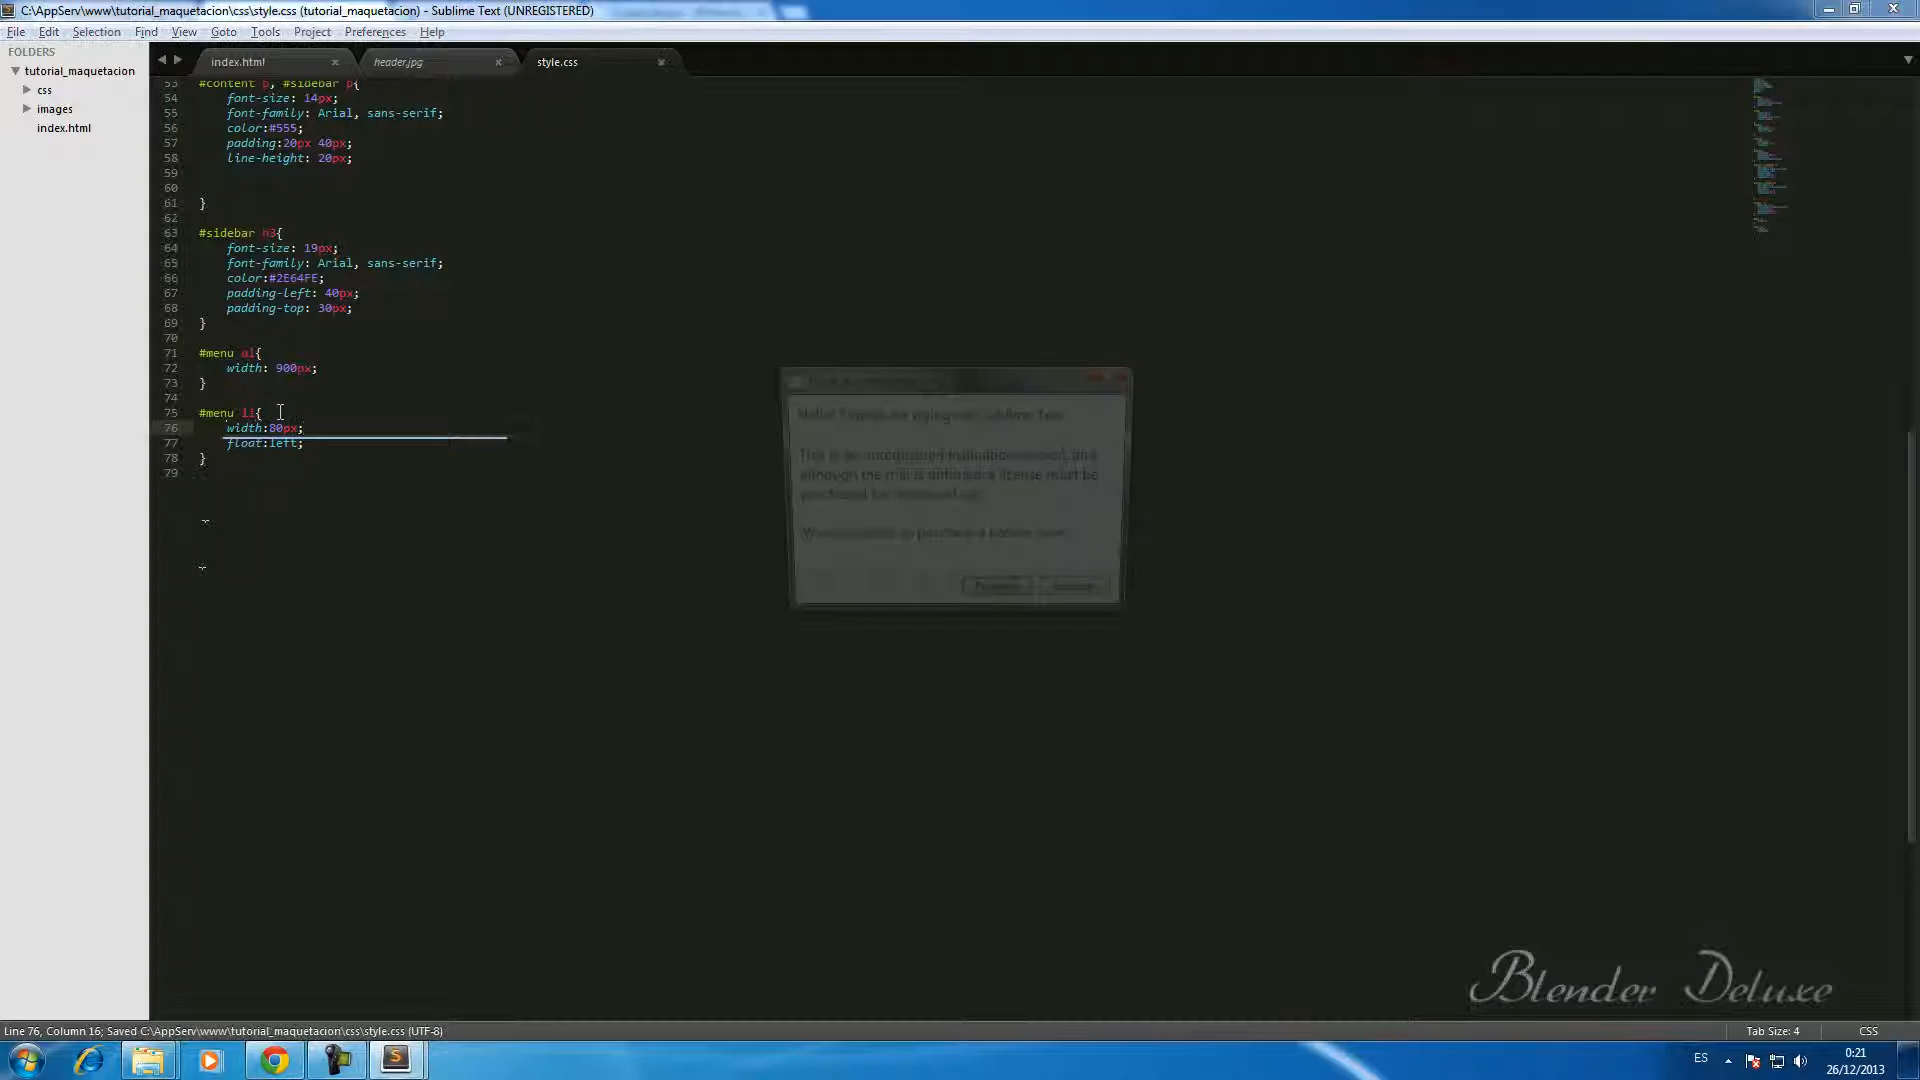 C:\AppServ\www\tutorial_maquetacion\css\style.css (tutorial_maquetacion) - Sublime Text (UNREGISTERED)
File Edit Selection Find View Goto Tools Project Preferences Help
FOLDERS
tutorial_maquetacion
css
images
index.html
index.html
header.jpg
style.css
53 #content p, #sidebar p{
54 font-size: 14px;
55 font-family: Arial, sans-serif;
56 color:#555;
57 padding:20px 40px;
58 line-height: 20px;
59
60
61 }
62
63 #sidebar h3{
64 font-size: 19px;
65 font-family: Arial, sans-serif;
66 color:#2E64FE;
67 padding-left: 40px;
68 padding-top: 30px;
69 }
70
71 #menu ul{
72 width: 900px;
73 }
74
75 #menu li{
76 width:80px;
77 float:left;
78 }
79
Blender Deluxe
Line 76, Column 16; Saved C:\AppServ\www\tutorial_maquetacion\css\style.css (UTF-8)
Tab Size: 4
CSS
ES
0:21
26/12/2013